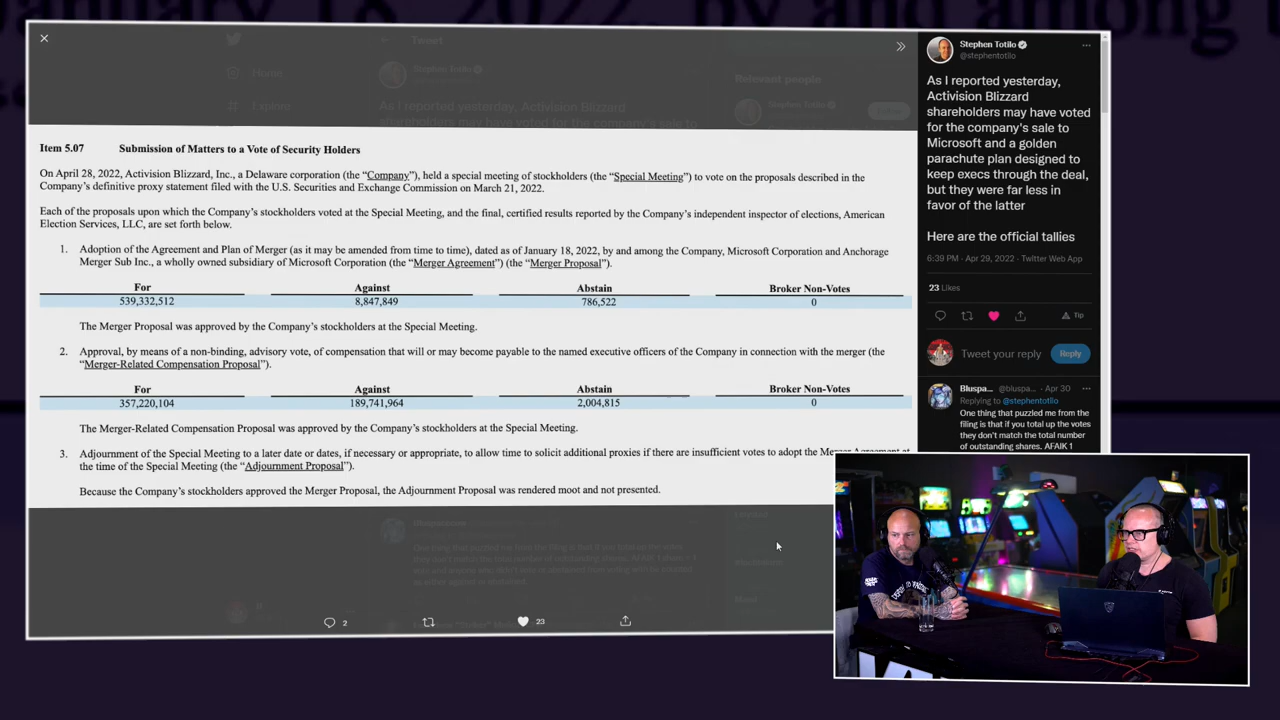 Item 5.07 Submission of Matters to a Vote of Security Holders
On April 28, 2022, Activision Blizzard, Inc., a Delaware corporation (the “Company”), held a special meeting of stockholders (the “Special Meeting”) to vote on the proposals described in the
Company’s definitive proxy statement filed with the U.S. Securities and Exchange Commission on March 21, 2022.
Each of the proposals upon which the Company’s stockholders voted at the Special Meeting, and the final, certified results reported by the Company’s independent inspector of elections, American
Election Services, LLC, are set forth below.
1. Adoption of the Agreement and Plan of Merger (as it may be amended from time to time), dated as of January 18, 2022, by and among the Company, Microsoft Corporation and Anchorage
Merger Sub Inc., a wholly owned subsidiary of Microsoft Corporation (the “Merger Agreement”) (the “Merger Proposal”).
For Against Abstain Broker Non-Votes
539,332,512 8,847,849 786,522 0
The Merger Proposal was approved by the Company’s stockholders at the Special Meeting.
2. Approval, by means of a non-binding, advisory vote, of compensation that will or may become payable to the named executive officers of the Company in connection with the merger (the
“Merger-Related Compensation Proposal”).
For Against Abstain Broker Non-Votes
357,220,104 189,741,964 2,004,815 0
The Merger-Related Compensation Proposal was approved by the Company’s stockholders at the Special Meeting.
3. Adjournment of the Special Meeting to a later date or dates, if necessary or appropriate, to allow time to solicit additional proxies if there are insufficient votes to adopt the Merger Agreement at
the time of the Special Meeting (the “Adjournment Proposal”).
Because the Company’s stockholders approved the Merger Proposal, the Adjournment Proposal was rendered moot and not presented.
2 23
Stephen Totilo
@stephentotilo
As I reported yesterday,
Activision Blizzard
shareholders may have voted
for the company's sale to
Microsoft and a golden
parachute plan designed to
keep execs through the deal,
but they were far less in
favor of the latter
Here are the official tallies
6:39 PM · Apr 29, 2022 · Twitter Web App
23 Likes
Tip
Tweet your reply
Reply
Bluspa... @bluspa... · Apr 30
Replying to @stephentotilo
One thing that puzzled me from the
filing is that if you total up the votes
they don't match the total number
of outstanding shares. AFAIK 1